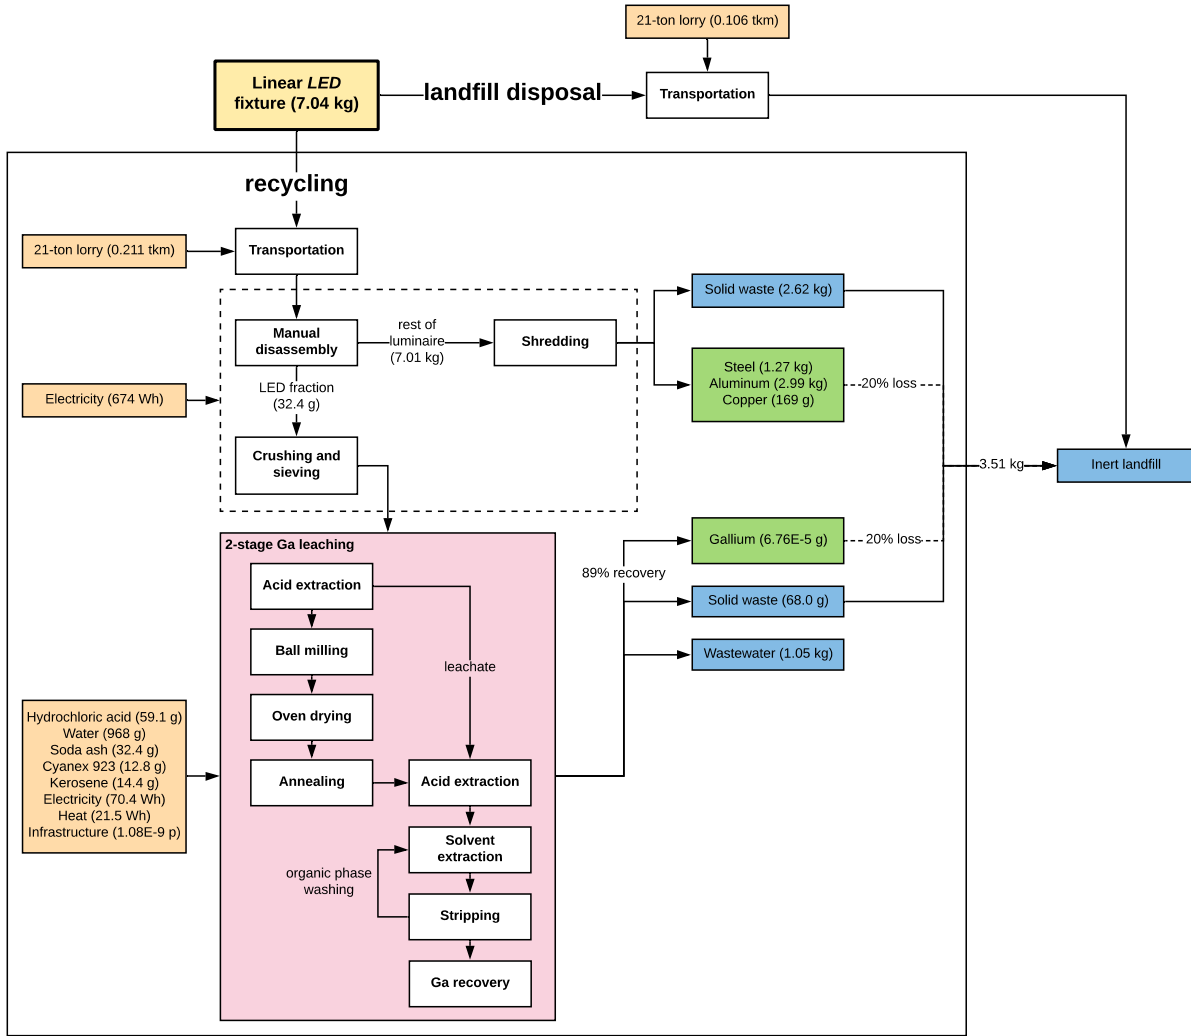 21-ton lorry (0.106 tkm)
Linear LED
fixture (7.04 kg)
landfill disposal
Transportation
recycling
21-ton lorry (0.211 tkm)
Transportation
Solid waste (2.62 kg)
Manual
disassembly
rest of
luminaire
(7.01 kg)
Shredding
Steel (1.27 kg)
Aluminum (2.99 kg)
Copper (169 g)
20% loss
Electricity (674 Wh)
LED fraction
(32.4 g)
Crushing and
sieving
3.51 kg
Inert landfill
2-stage Ga leaching
Gallium (6.76E-5 g)
20% loss
89% recovery
Acid extraction
Solid waste (68.0 g)
Ball milling
leachate
Wastewater (1.05 kg)
Oven drying
Hydrochloric acid (59.1 g)
Water (968 g)
Soda ash (32.4 g)
Cyanex 923 (12.8 g)
Kerosene (14.4 g)
Electricity (70.4 Wh)
Heat (21.5 Wh)
Infrastructure (1.08E-9 p)
Annealing
Acid extraction
Solvent
extraction
organic phase
washing
Stripping
Ga recovery